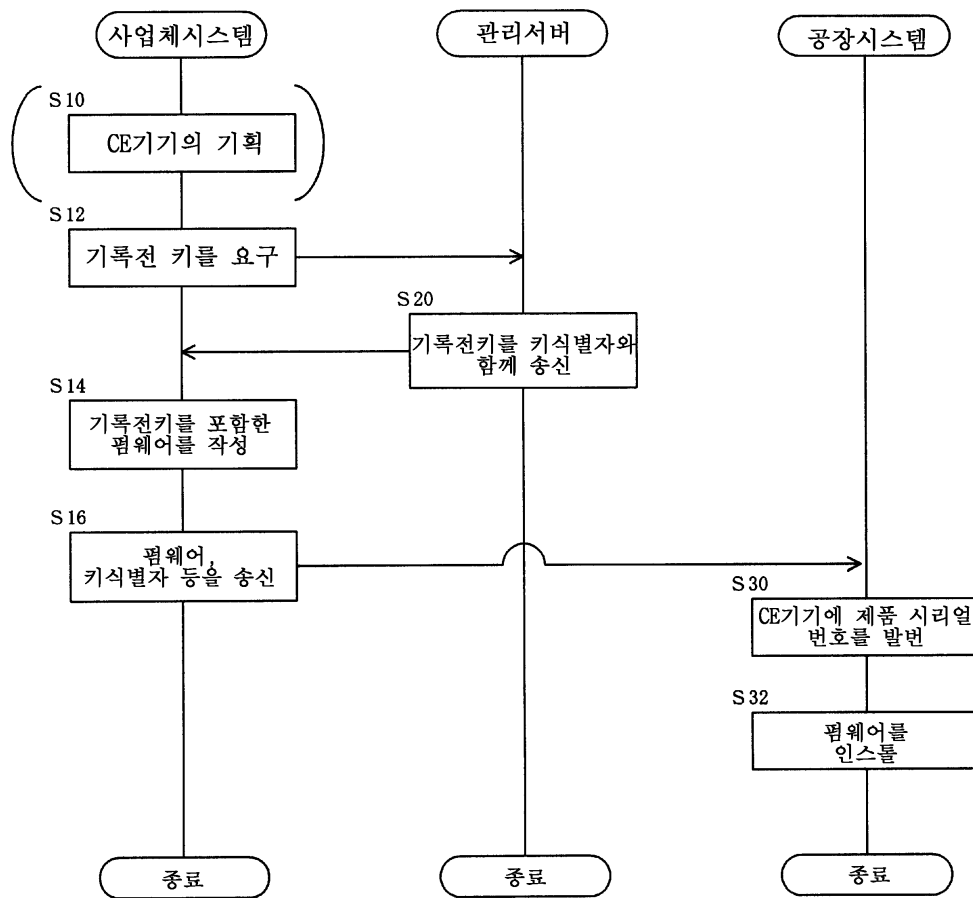 사업체시스템
관리서버
공장시스템
S10
CE기기의 기획
S12
기록전 키를 요구
S20
기록전키를 키식별자와
함께 송신
S14
기록전키를 포함한
펌웨어를 작성
S16
펌웨어,
키식별자 등을 송신
S30
CE기기에 제품 시리얼
번호를 발번
S32
펌웨어를
인스톨
종료
종료
종료